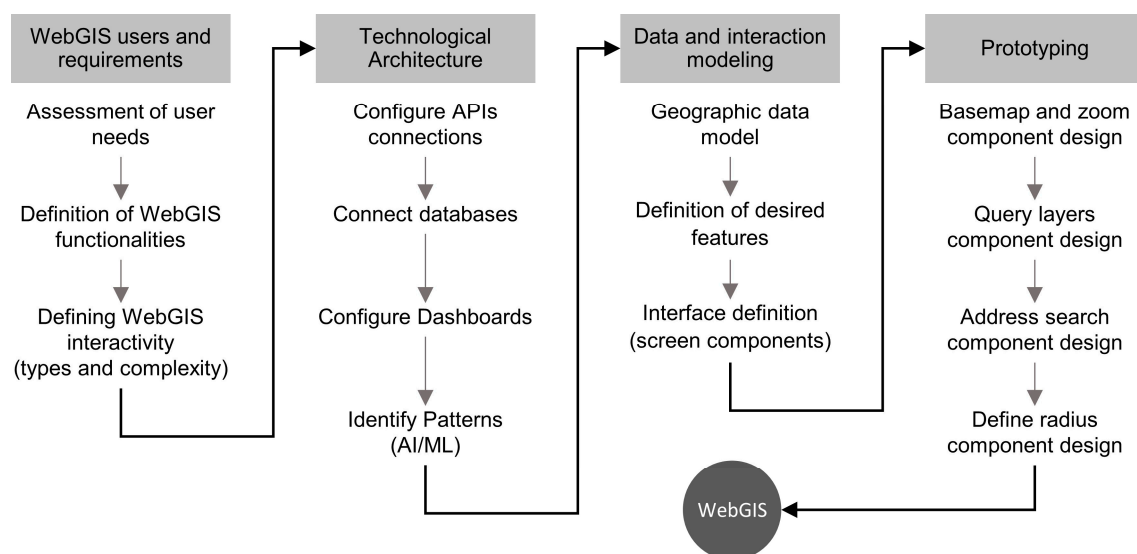 WebGIS users and
requirements
Assessment of user
needs
Definition of WebGIS
functionalities
Defining WebGIS
interactivity
(types and complexity)
Technological
Architecture
Configure APIs
connections
Connect databases
Configure Dashboards
Identify Patterns
(AI/ML)
Data and interaction
modeling
Geographic data
model
Definition of desired
features
Interface definition
(screen components)
Prototyping
Basemap and zoom
component design
Query layers
component design
Address search
component design
Define radius
component design
WebGIS